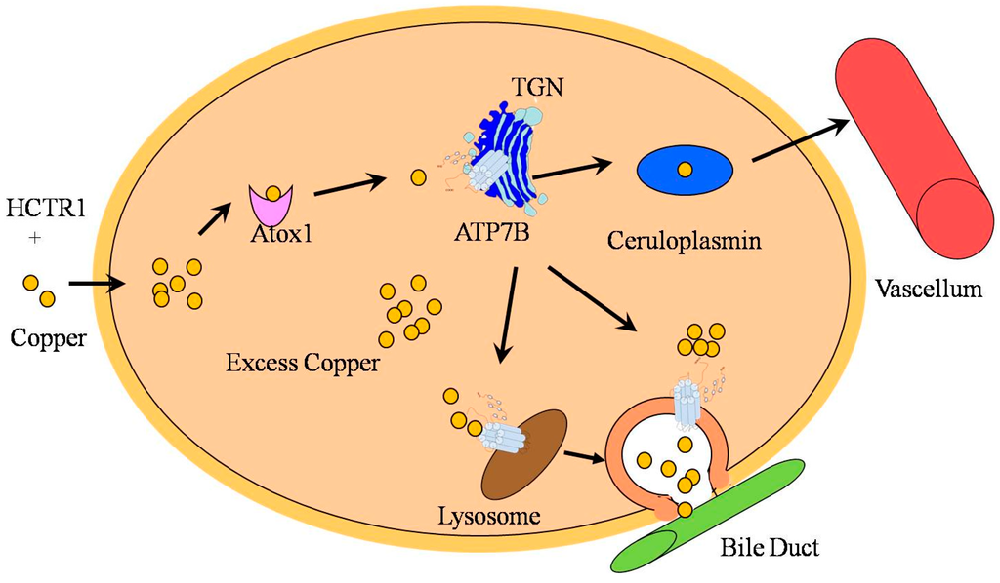 TGN
HCTR1
+
Atox1
ATP7B
Ceruloplasmin
Vascellum
Copper
Excess Copper
Lysosome
Bile Duct